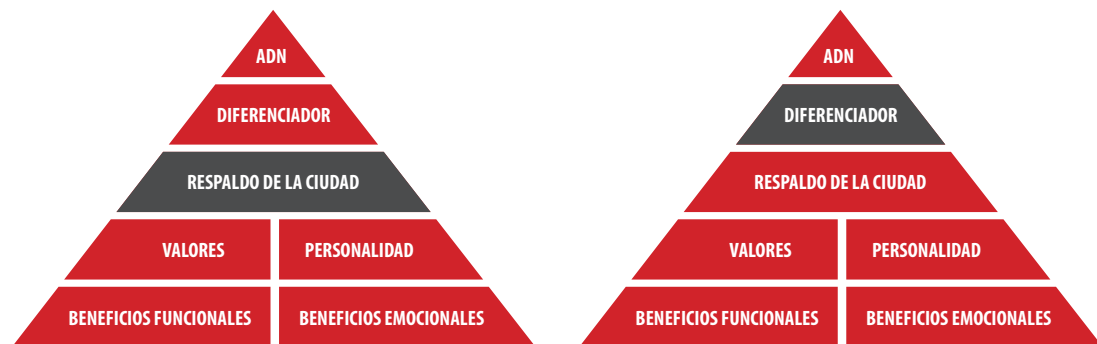 ADN
DIFERENCIADOR
RESPALDO DE LA CIUDAD
VALORES
PERSONALIDAD
BENEFICIOS FUNCIONALES
BENEFICIOS EMOCIONALES
ADN
DIFERENCIADOR
RESPALDO DE LA CIUDAD
VALORES
PERSONALIDAD
BENEFICIOS FUNCIONALES
BENEFICIOS EMOCIONALES